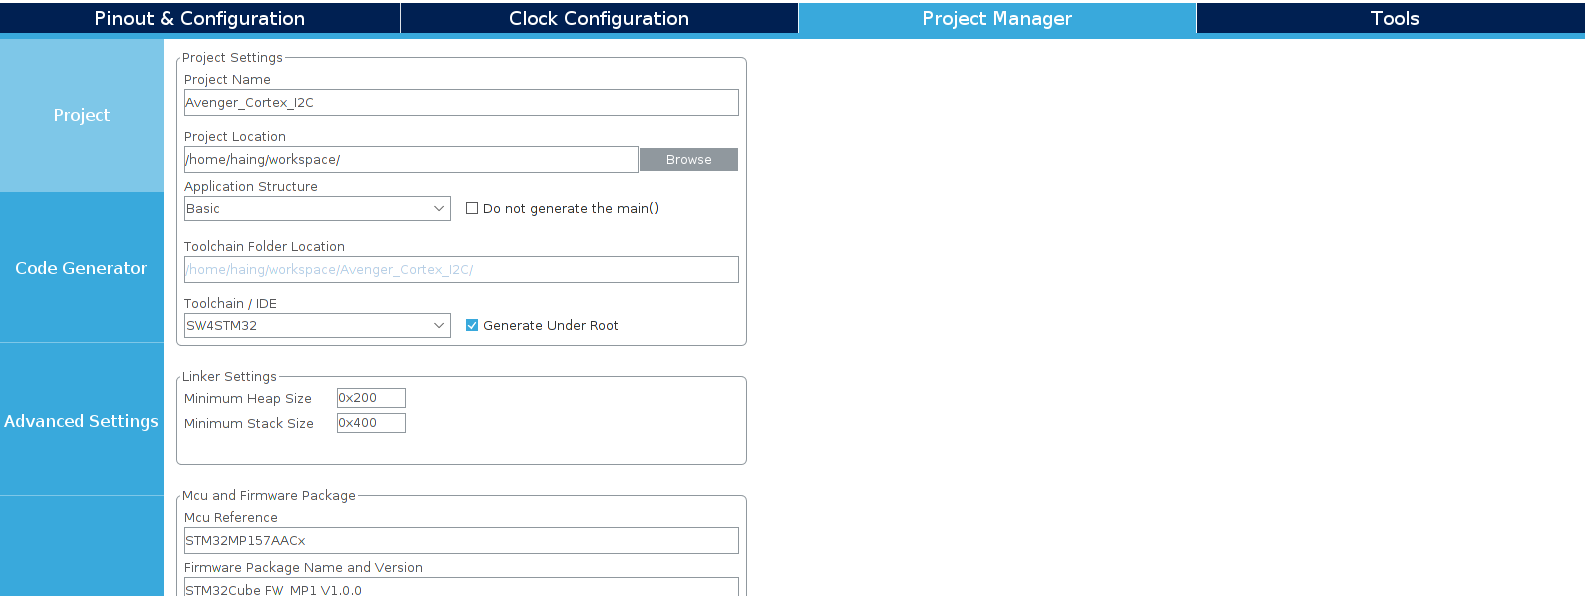 Pinout & Configuration
Clock Configuration
Project Manager
Tools
Project
Code Generator
Advanced Settings
Project Settings
Project Name
Avenger_Cortex_I2C
Project Location
/home/haing/workspace/
Browse
Application Structure
Basic
Do not generate the main()
Toolchain Folder Location
/home/haing/workspace/Avenger_Cortex_I2C/
Toolchain / IDE
SW4STM32
Generate Under Root
Linker Settings
Minimum Heap Size
0x200
Minimum Stack Size
0x400
Mcu and Firmware Package
Mcu Reference
STM32MP157AACx
Firmware Package Name and Version
STM32Cube FW_MP1 V1.0.0